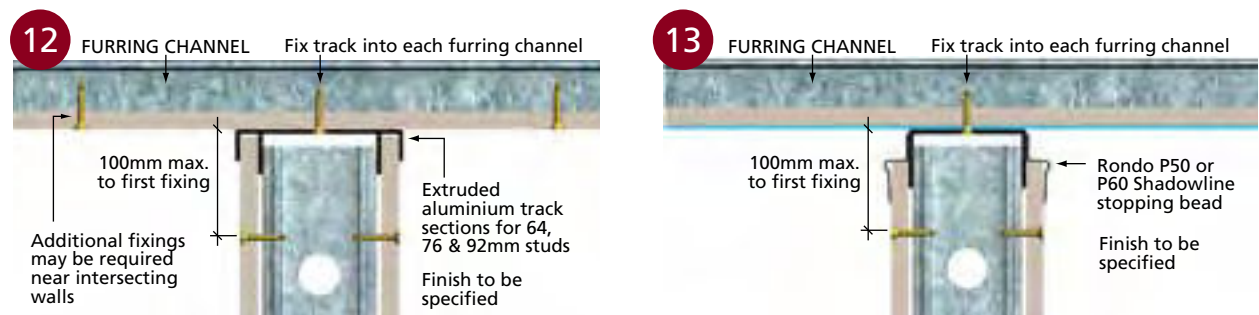 12
FURRING CHANNEL
Fix track into each furring channel
100mm max.
to first fixing
Additional fixings
may be required
near intersecting
walls
Extruded
aluminium track
sections for 64,
76 & 92mm studs
Finish to be
specified
13
FURRING CHANNEL
Fix track into each furring channel
100mm max.
to first fixing
Rondo P50 or
P60 Shadowline
stopping bead
Finish to be
specified